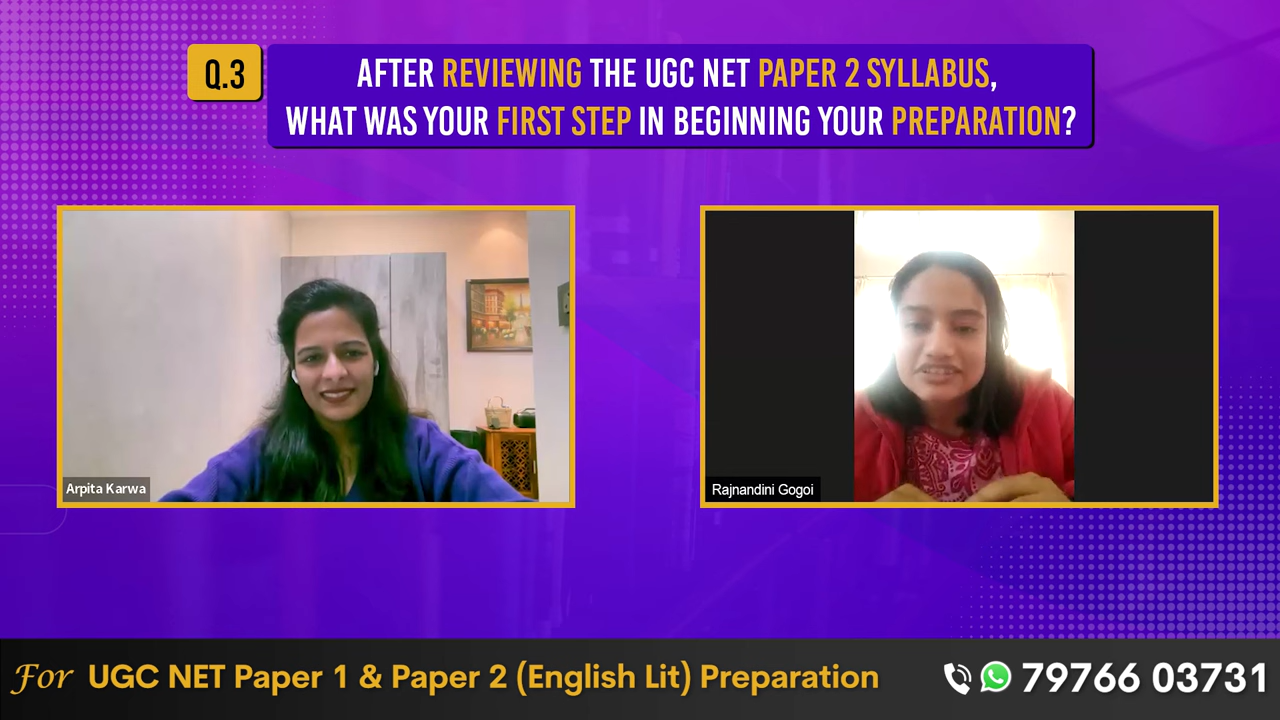 Q.3
AFTER REVIEWING THE UGC NET PAPER 2 SYLLABUS,
WHAT WAS YOUR FIRST STEP IN BEGINNING YOUR PREPARATION?
Arpita Karwa
Rajnandini Gogoi
For UGC NET Paper 1 & Paper 2 (English Lit) Preparation
79766 03731